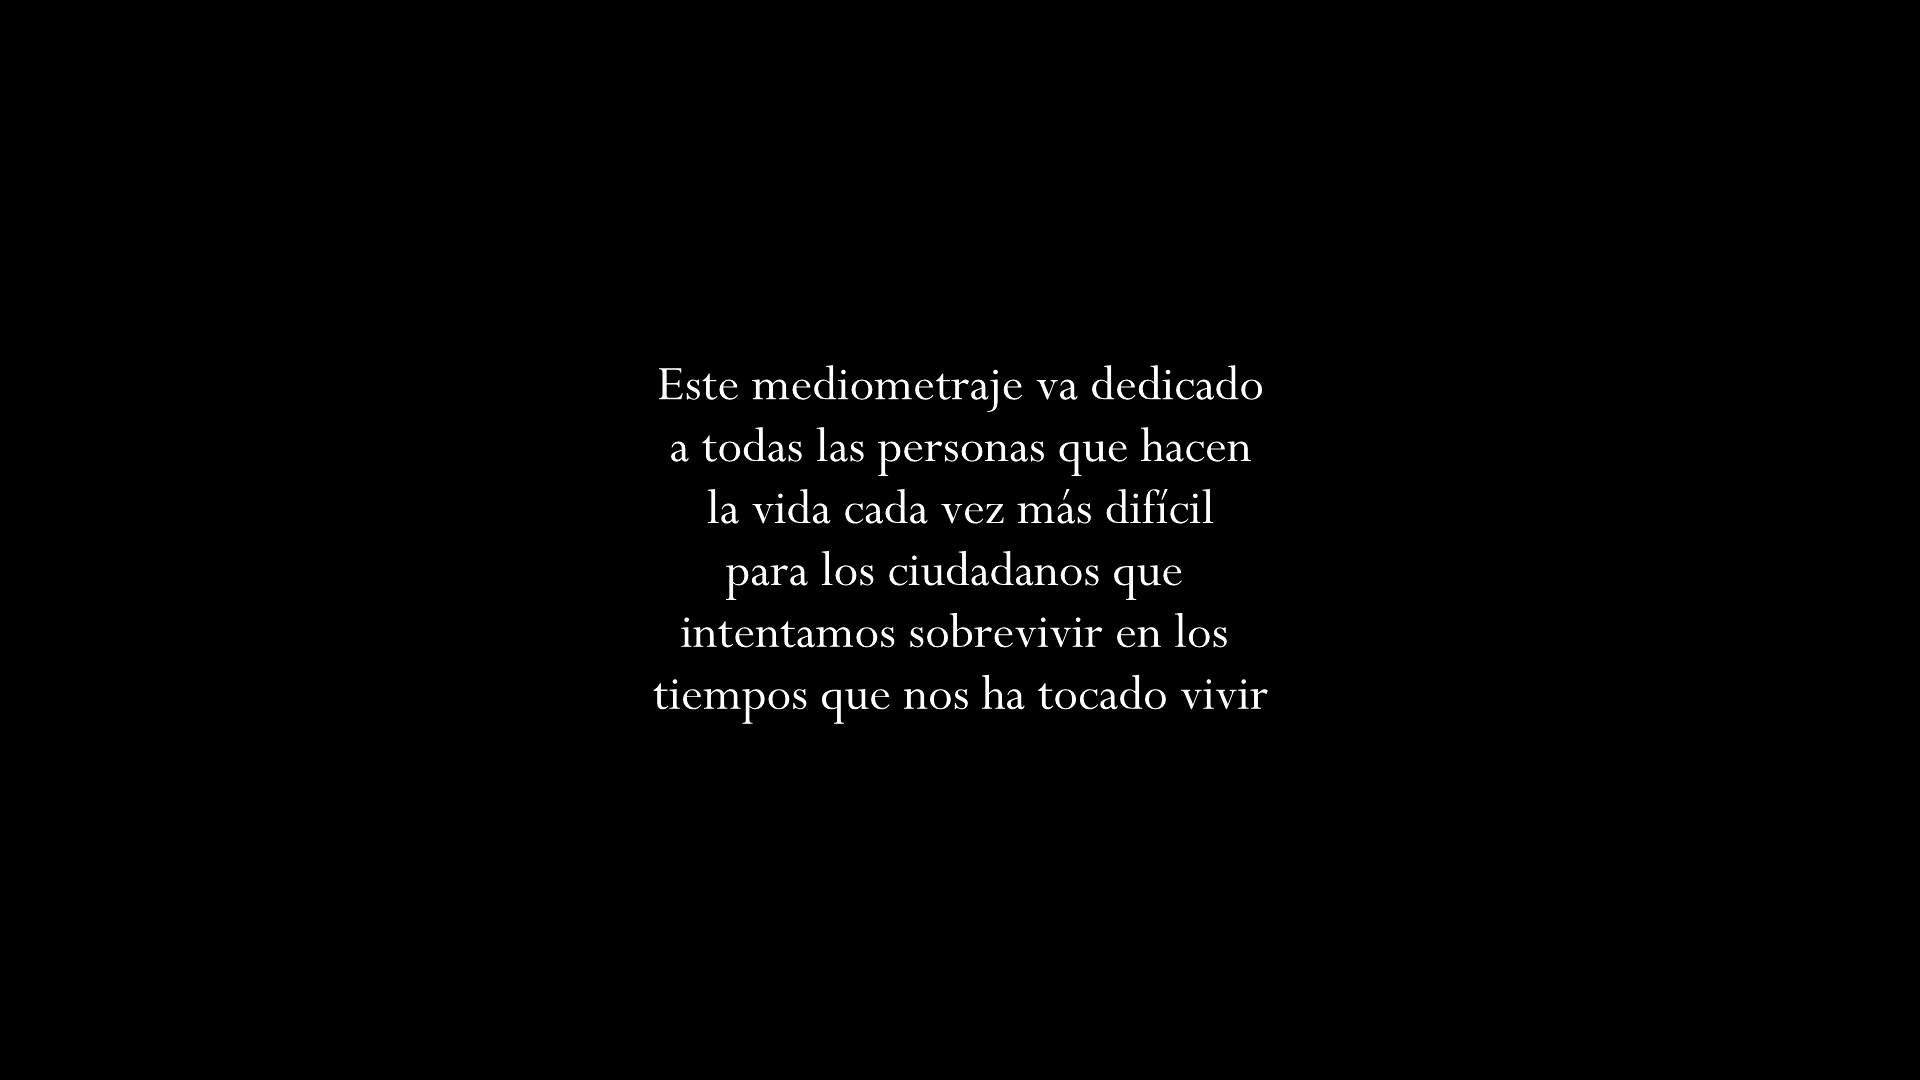 Este mediometraje va dedicado
a todas las personas que hacen
la vida cada vez más difícil
para los ciudadanos que
intentamos sobrevivir en los
tiempos que nos ha tocado vivir